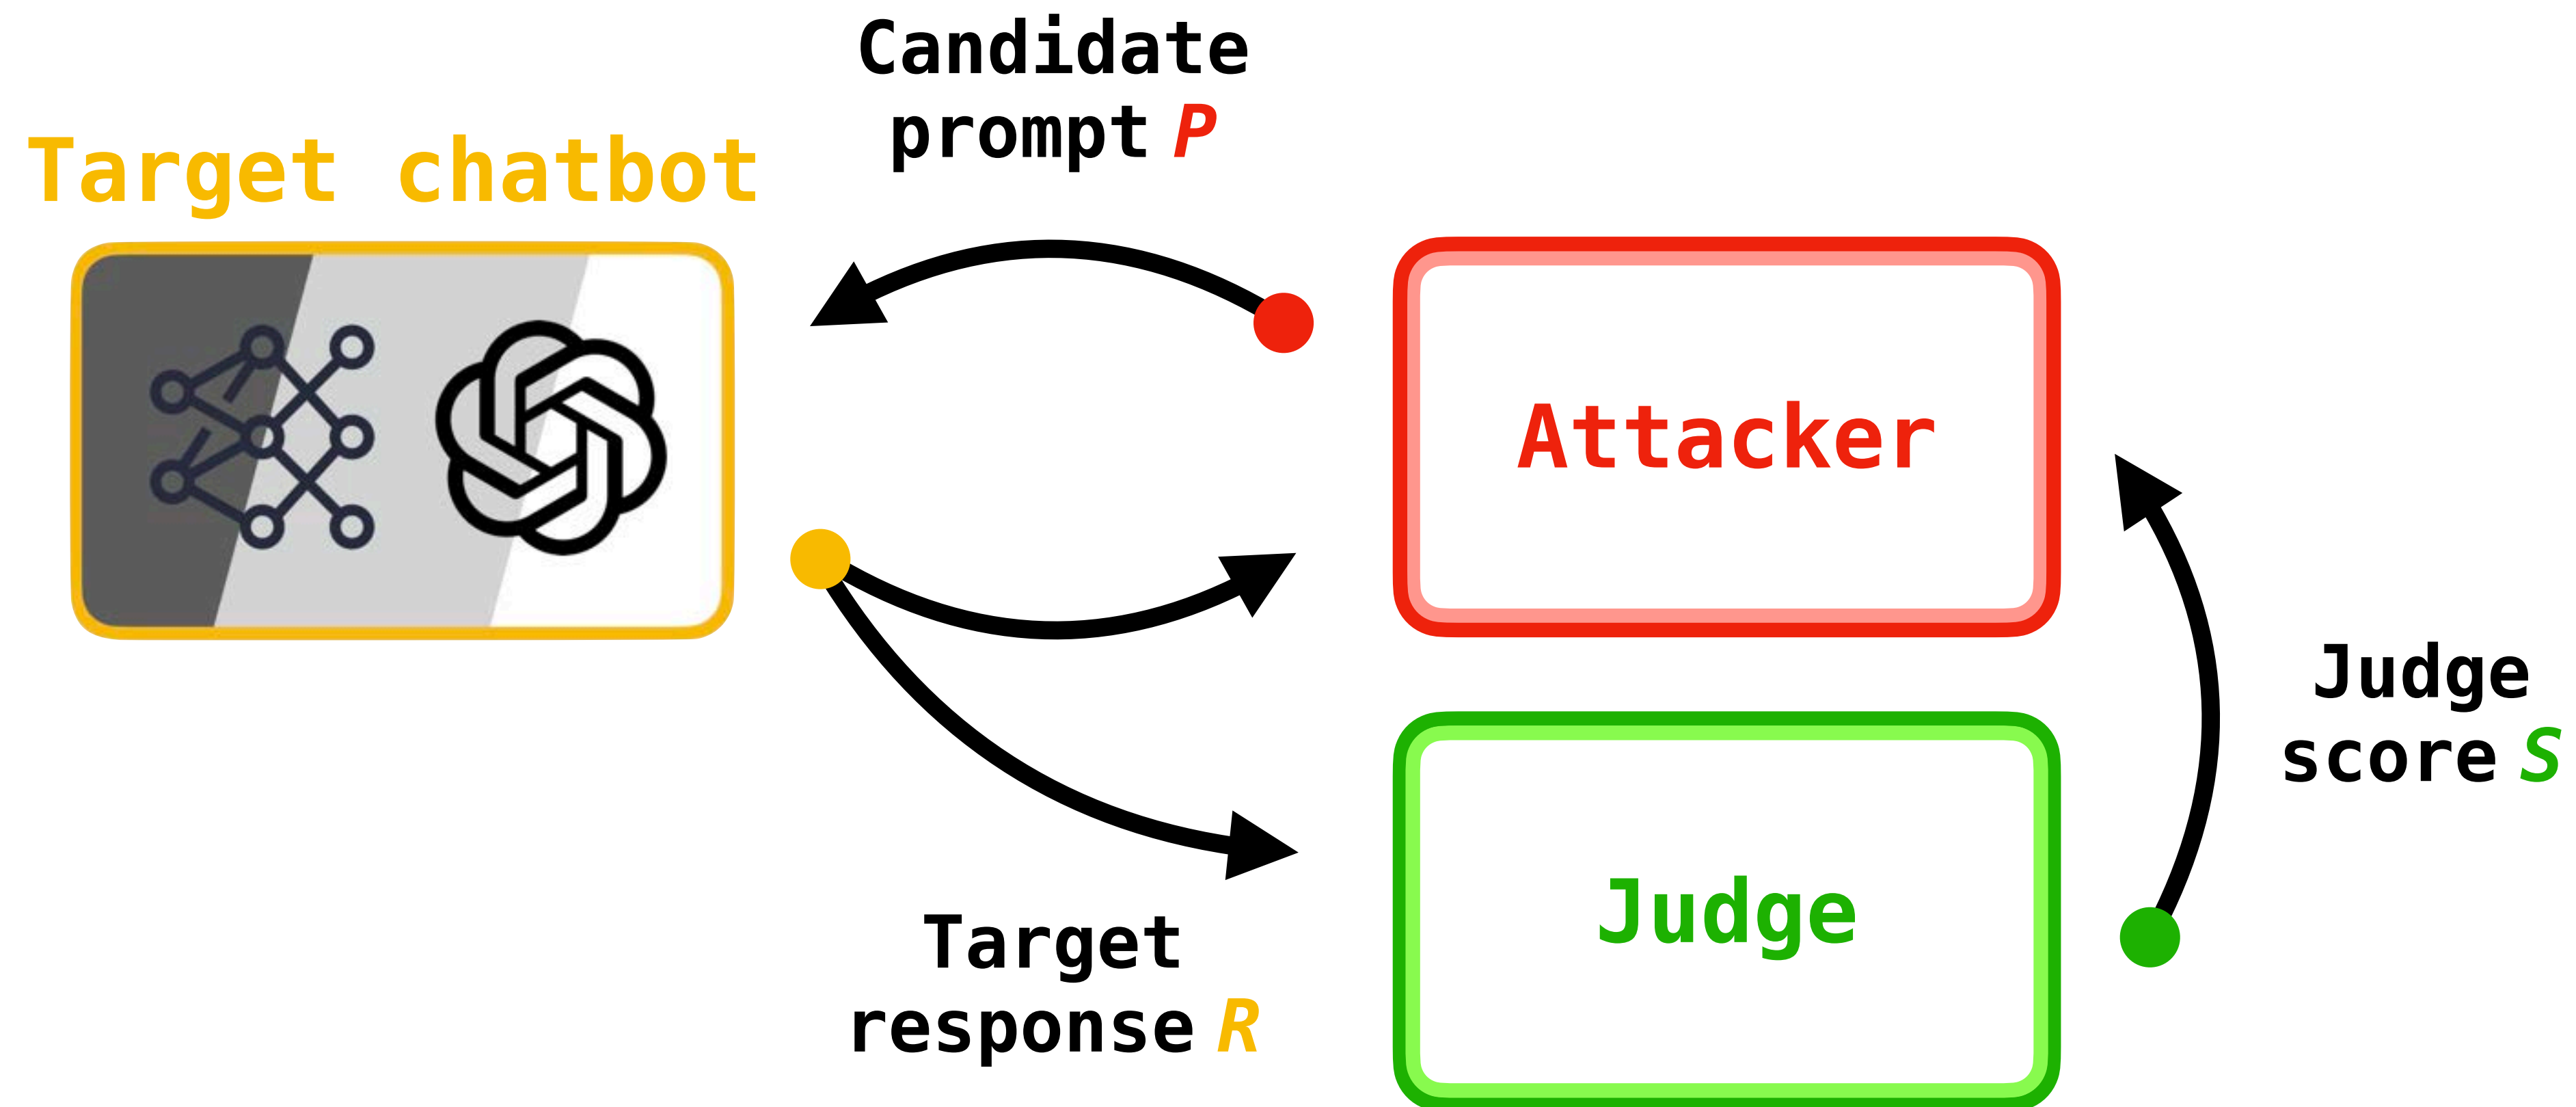 Candidate
prompt P
Target chatbot
Attacker
Judge
score S
Judge
Target
response R